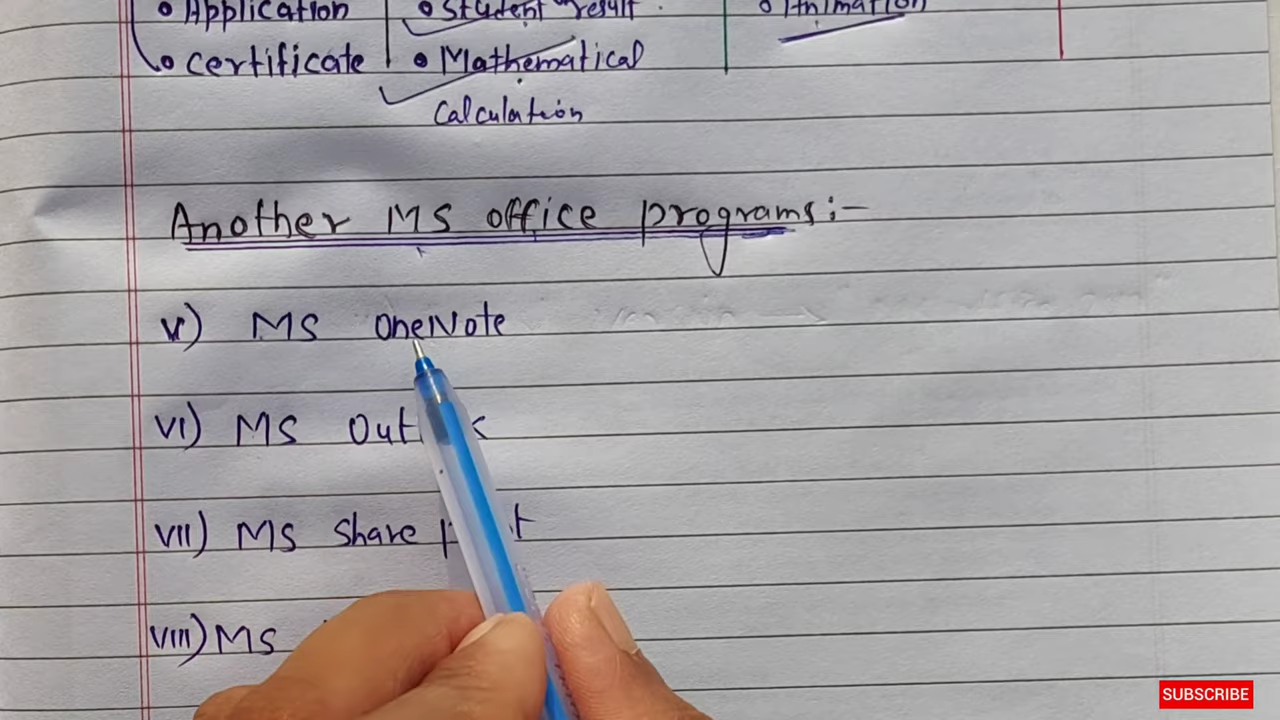 • Application • Student result
• Animation
• certificate • Mathematical
Calculation
Another MS office programs:-
v) MS OneNote
VI) MS
VII) MS Share
VIII) MS
SUBSCRIBE